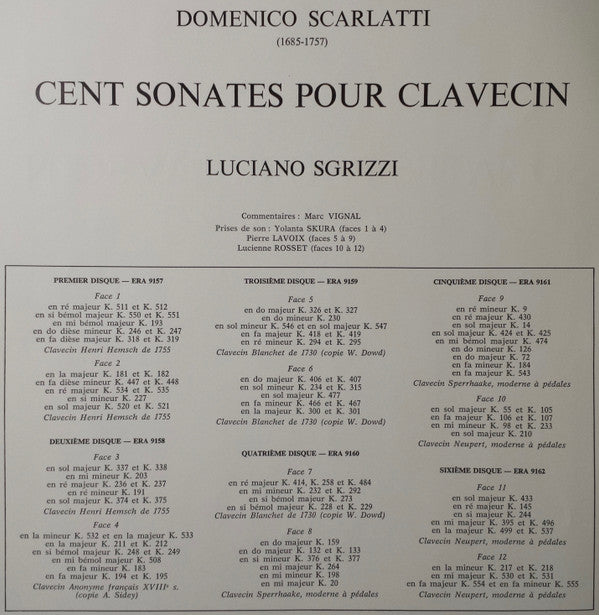 DOMENICO SCARLATTI
(1685-1757)
CENT SONATES POUR CLAVECIN
LUCIANO SGRIZZI
Commentaires : Marc VIGNAL
Prises de son : Yolanta SKURA (faces 1 à 4)
Pierre LAVOIX (faces 5 à 9)
Lucienne ROSSET (faces 10 à 12)
PREMIER DISQUE — ERA 9157
Face 1
en ré majeur K. 511 et K. 512
en si bémol majeur K. 550 et K. 551
en mi bémol majeur K. 193
en do dièse mineur K. 246 et K. 247
en fa dièse majeur K. 318 et K. 319
Clavecin Henri Hemsch de 1755
Face 2
en la majeur K. 181 et K. 182
en fa dièse mineur K. 447 et K. 448
en ré majeur K. 534 et K. 535
en si mineur K. 227
en sol majeur K. 520 et K. 521
Clavecin Henri Hemsch de 1755
DEUXIÈME DISQUE — ERA 9158
Face 3
en sol majeur K. 337 et K. 338
en mi mineur K. 203
en ré majeur K. 236 et K. 237
en ré mineur K. 191
en sol majeur K. 374 et K. 375
Clavecin Henri Hemsch de 1755
Face 4
en la mineur K. 532 et en la majeur K. 533
en la majeur K. 211 et K. 212
en si bémol majeur K. 248 et K. 249
en mi bémol majeur K. 508
en fa mineur K. 183
en fa majeur K. 194 et K. 195
Clavecin Anonyme français XVIIIe s.
(copie A. Sidey)
TROISIÈME DISQUE — ERA 9159
Face 5
en do majeur K. 326 et K. 327
en do mineur K. 230
en sol mineur K. 546 et en sol majeur K. 547
en fa majeur K. 418 et K. 419
en ré mineur K. 294 et K. 295
Clavecin Blanchet de 1730 (copie W. Dowd)
Face 6
en do majeur K. 406 et K. 407
en sol mineur K. 234 et K. 315
en sol majeur K. 477
en fa mineur K. 466 et K. 467
en la majeur K. 300 et K. 301
Clavecin Blanchet de 1730 (copie W. Dowd)
QUATRIÈME DISQUE — ERA 9160
Face 7
en ré majeur K. 414, K. 258 et K. 484
en mi mineur K. 232 et K. 292
en si bémol majeur K. 273
en si bémol majeur K. 228 et K. 229
Clavecin Blanchet de 1730 (copie W. Dowd)
Face 8
en do majeur K. 159
en do majeur K. 132 et K. 133
en si mineur K. 376 et K. 377
en mi majeur K. 264
en mi mineur K. 198
en mi majeur K. 20
Clavecin Sperrhaake, moderne à pédales
CINQUIÈME DISQUE — ERA 9161
Face 9
en ré mineur K. 9
en ré majeur K. 430
en sol majeur K. 14
en sol majeur K. 424 et K. 425
en mi bémol majeur K. 474
en do mineur K. 126
en do majeur K. 72
en fa mineur K. 184
en fa majeur K. 543
Clavecin Sperrhaake, moderne à pédales
Face 10
en sol majeur K. 55 et K. 105
en fa majeur K. 106 et K. 107
en mi mineur K. 98 et K. 233
en sol majeur K. 210
Clavecin Neupert, moderne à pédales
SIXIÈME DISQUE — ERA 9162
Face 11
en sol majeur K. 433
en ré majeur K. 145
en si majeur K. 244
en mi majeur K. 395 et K. 496
en la majeur K. 499 et K. 537
Clavecin Neupert, moderne à pédales
Face 12
en la mineur K. 217 et K. 218
en mi majeur K. 530 et K. 531
en fa majeur K. 554 et en fa mineur K. 555
Clavecin Neupert, moderne à pédales